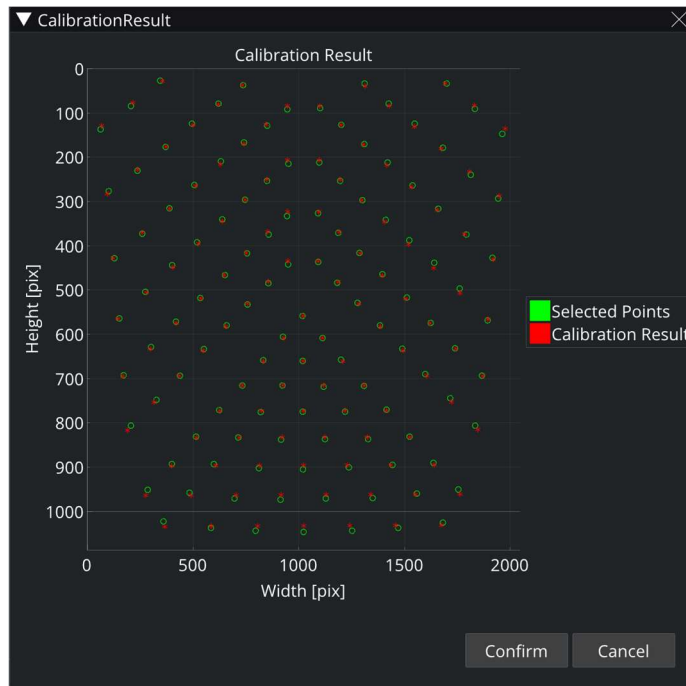 ▼ CalibrationResult
Calibration Result
0
100
200
300
400
500
600
700
800
900
1000
Height [pix]
0 500 1000 1500 2000
Width [pix]
Selected Points
Calibration Result
Confirm Cancel